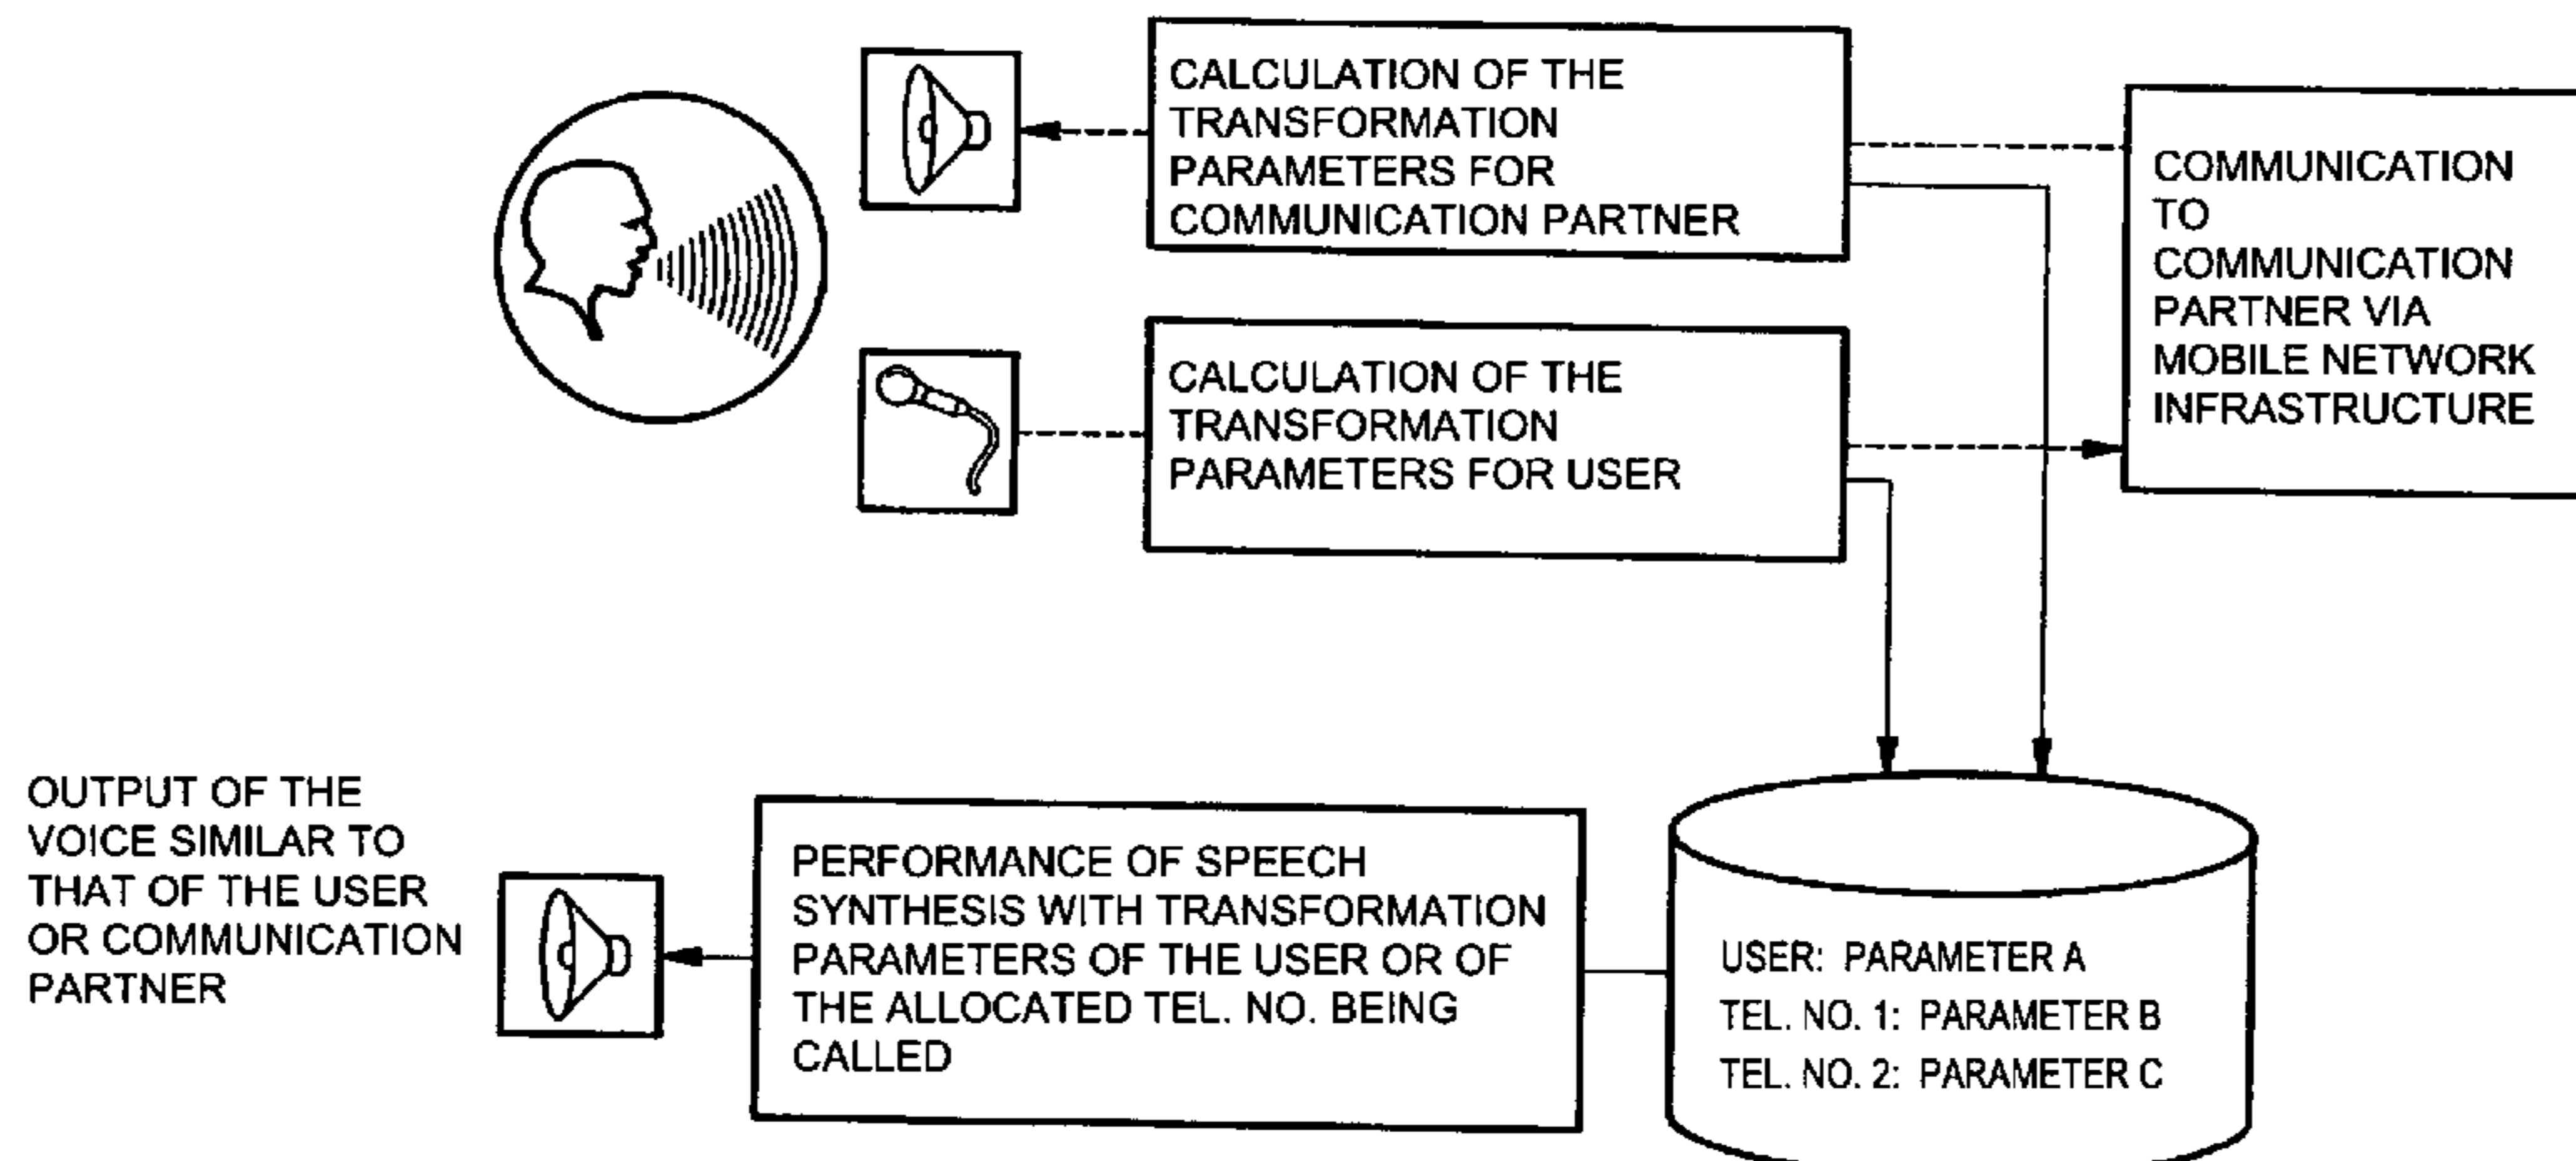 CALCULATION OF THE
TRANSFORMATION
PARAMETERS FOR
COMMUNICATION PARTNER
COMMUNICATION
TO
COMMUNICATION
PARTNER VIA
MOBILE NETWORK
INFRASTRUCTURE
CALCULATION OF THE
TRANSFORMATION
PARAMETERS FOR USER
OUTPUT OF THE
VOICE SIMILAR TO
THAT OF THE USER
OR COMMUNICATION
PARTNER
PERFORMANCE OF SPEECH
SYNTHESIS WITH TRANSFORMATION
PARAMETERS OF THE USER OR OF
THE ALLOCATED TEL. NO. BEING
CALLED
USER: PARAMETER A
TEL. NO. 1: PARAMETER B
TEL. NO. 2: PARAMETER C